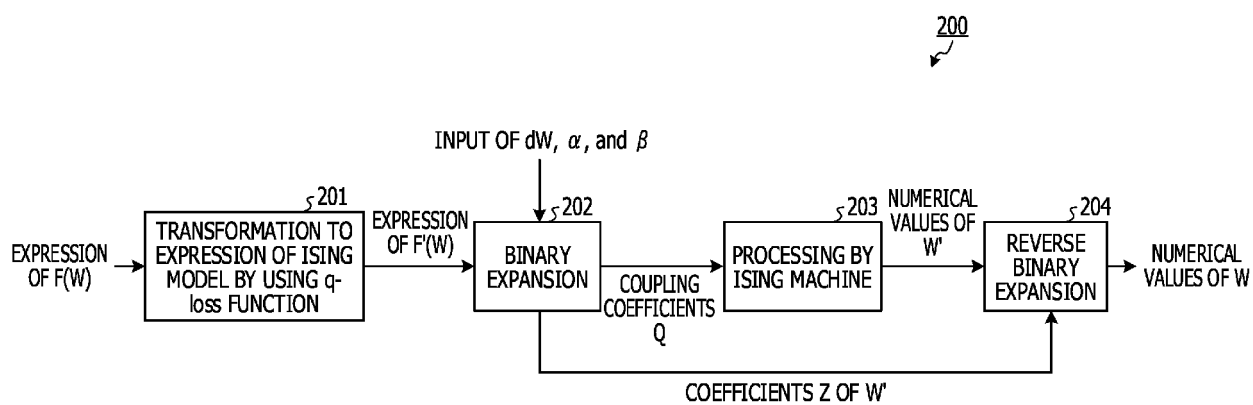 200
INPUT OF dW, α, and β
201
202
203
204
EXPRESSION
OF F(W)
TRANSFORMATION TO
EXPRESSION OF ISING
MODEL BY USING q-
loss FUNCTION
EXPRESSION
OF F'(W)
BINARY
EXPANSION
COUPLING
COEFFICIENTS
Q
PROCESSING BY
ISING MACHINE
NUMERICAL
VALUES OF
W'
REVERSE
BINARY
EXPANSION
NUMERICAL
VALUES OF W
COEFFICIENTS Z OF W'